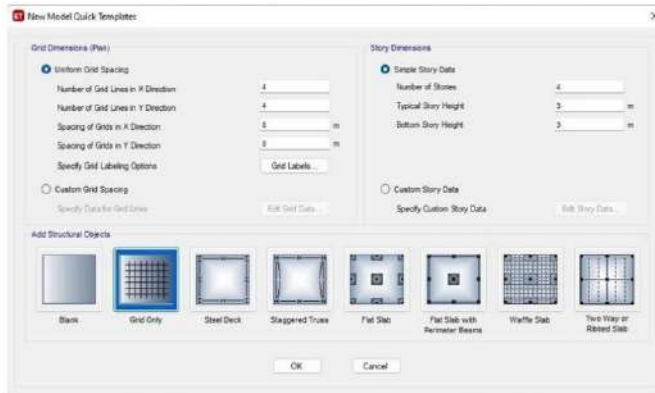 ET New Model Quick Templates
Grid Dimensions (Plan)
Uniform Grid Spacing
Number of Grid Lines in X Direction 4
Number of Grid Lines in Y Direction 4
Spacing of Grids in X Direction 8 m
Spacing of Grids in Y Direction 8 m
Specify Grid Labeling Options Grid Labels...
Custom Grid Spacing
Specify Data for Grid Lines Edit Grid Data...
Story Dimensions
Simple Story Data
Number of Stories 4
Typical Story Height 3 m
Bottom Story Height 3 m
Custom Story Data
Specify Custom Story Data Edit Story Data...
Add Structural Objects
Blank
Grid Only
Steel Deck
Staggered Truss
Flat Slab
Flat Slab with
Perimeter Beams
Waffle Slab
Two Way or
Ribbed Slab
OK Cancel